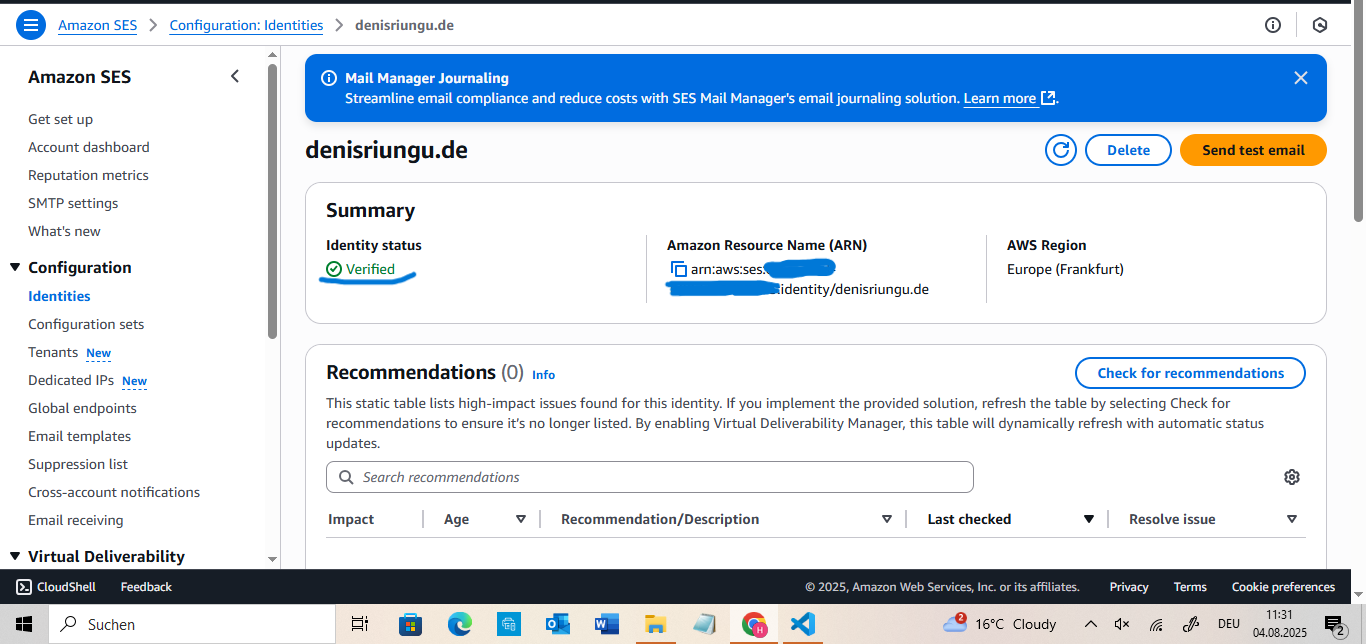 Amazon SES > Configuration: Identities > denisriungu.de
Amazon SES
Get set up
Account dashboard
Reputation metrics
SMTP settings
What's new
Configuration
Identities
Configuration sets
Tenants New
Dedicated IPs New
Global endpoints
Email templates
Suppression list
Cross-account notifications
Email receiving
Virtual Deliverability
Mail Manager Journaling
Streamline email compliance and reduce costs with SES Mail Manager's email journaling solution. Learn more.
denisriungu.de
Delete
Send test email
Summary
Identity status
Verified
Amazon Resource Name (ARN)
arn:aws:ses:
:identity/denisriungu.de
AWS Region
Europe (Frankfurt)
Recommendations (0) Info
Check for recommendations
This static table lists high-impact issues found for this identity. If you implement the provided solution, refresh the table by selecting Check for
recommendations to ensure it's no longer listed. By enabling Virtual Deliverability Manager, this table will dynamically refresh with automatic status
updates.
Search recommendations
Impact Age Recommendation/Description Last checked Resolve issue
CloudShell Feedback © 2025, Amazon Web Services, Inc. or its affiliates. Privacy Terms Cookie preferences
Suchen
2
16°C Cloudy
DEU
11:31
04.08.2025
2